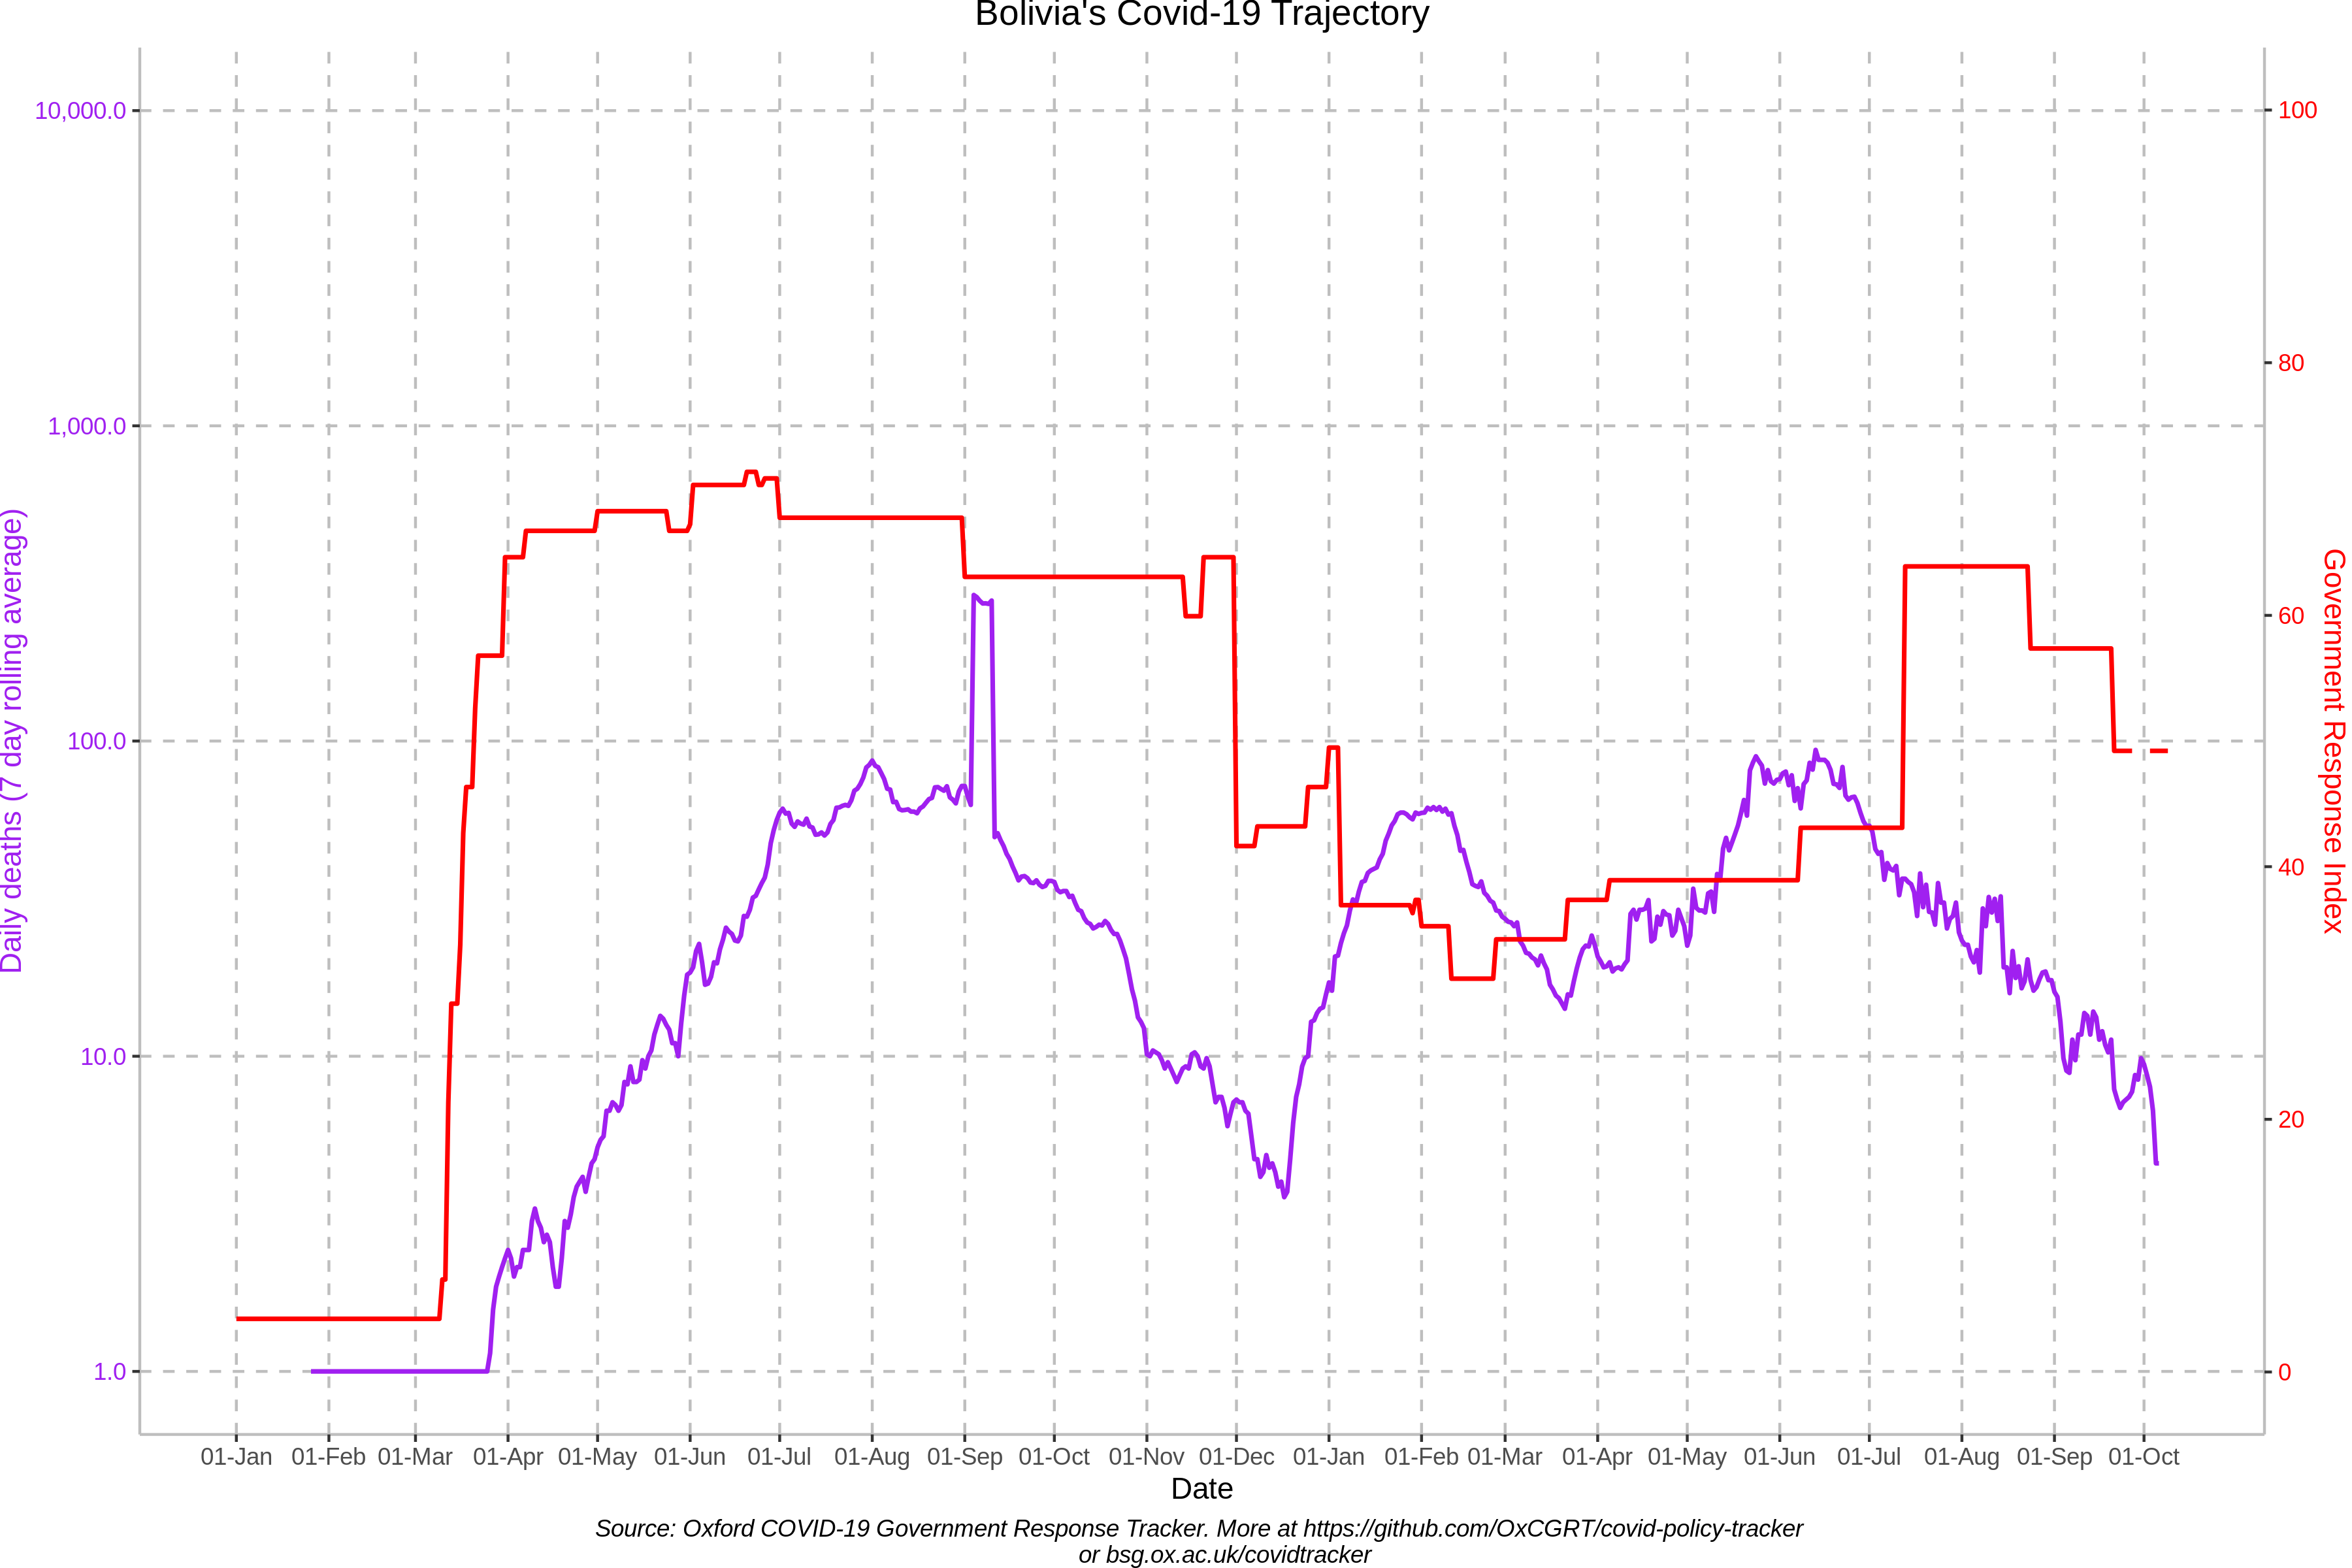 Bolivia's Covid-19 Trajectory
10,000.0
1,000.0
100.0
10.0
1.0
Daily deaths (7 day rolling average)
100
80
60
40
20
0
Government Response Index
01-Jan 01-Feb 01-Mar 01-Apr 01-May 01-Jun 01-Jul 01-Aug 01-Sep 01-Oct 01-Nov 01-Dec 01-Jan 01-Feb 01-Mar 01-Apr 01-May 01-Jun 01-Jul 01-Aug 01-Sep 01-Oct
Date
Source: Oxford COVID-19 Government Response Tracker. More at https://github.com/OxCGRT/covid-policy-tracker
or bsg.ox.ac.uk/covidtracker